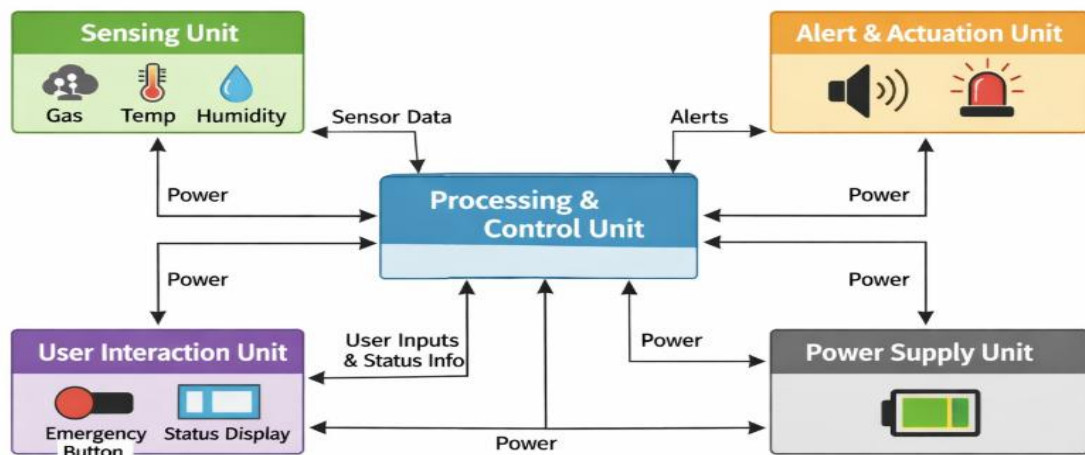 Sensing Unit
Gas Temp Humidity
Alert & Actuation Unit
Sensor Data
Alerts
Power
Power
Processing &
Control Unit
Power
Power
User Inputs
& Status Info
Power
User Interaction Unit
Emergency
Button
Status Display
Power Supply Unit
Power